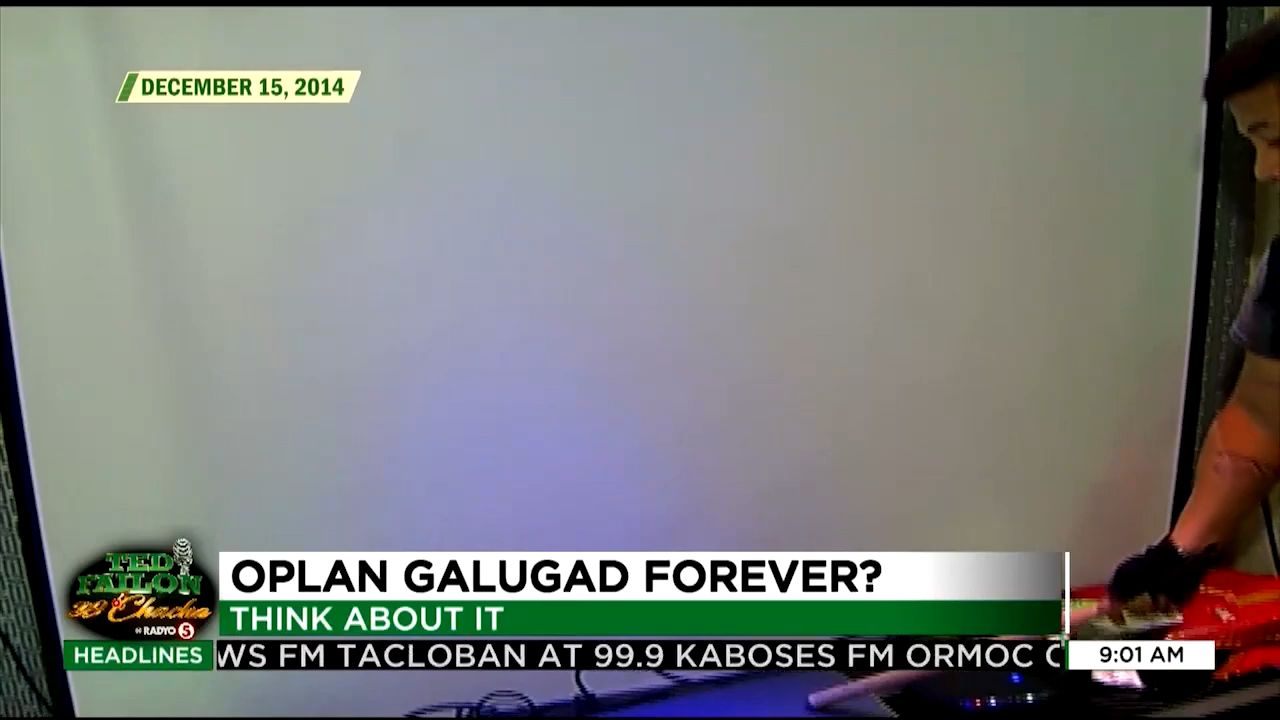 DECEMBER 15, 2014
TED
FAILON
DJ Chacha
RADYO 5
OPLAN GALUGAD FOREVER?
THINK ABOUT IT
HEADLINES
WS FM TACLOBAN AT 99.9 KABOSES FM ORMOC
9:01 AM